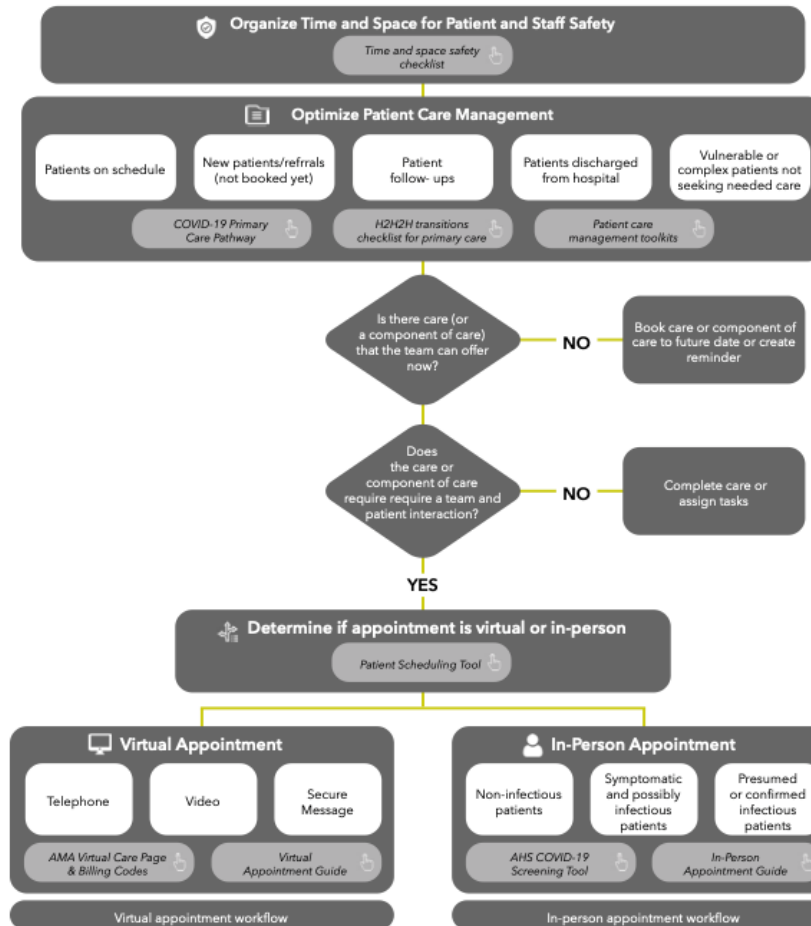 Organize Time and Space for Patient and Staff Safety
Time and space safety
checklist
Optimize Patient Care Management
Patients on schedule
New patients/refrrals
(not booked yet)
Patient
follow- ups
Patients discharged
from hospital
Vulnerable or
complex patients not
seeking needed care
COVID-19 Primary
Care Pathway
H2H2H transitions
checklist for primary care
Patient care
management toolkits
Is there care (or
a component of care)
that the team can offer
now?
NO
Book care or component of
care to future date or create
reminder
Does
the care or
component of care
require require a team and
patient interaction?
NO
Complete care or
assign tasks
YES
Determine if appointment is virtual or in-person
Patient Scheduling Tool
Virtual Appointment
Telephone
Video
Secure
Message
AMA Virtual Care Page
& Billing Codes
Virtual
Appointment Guide
Virtual appointment workflow
In-Person Appointment
Non-infectious
patients
Symptomatic
and possibly
infectious
patients
Presumed
or confirmed
infectious
patients
AHS COVID-19
Screening Tool
In-Person
Appointment Guide
In-person appointment workflow